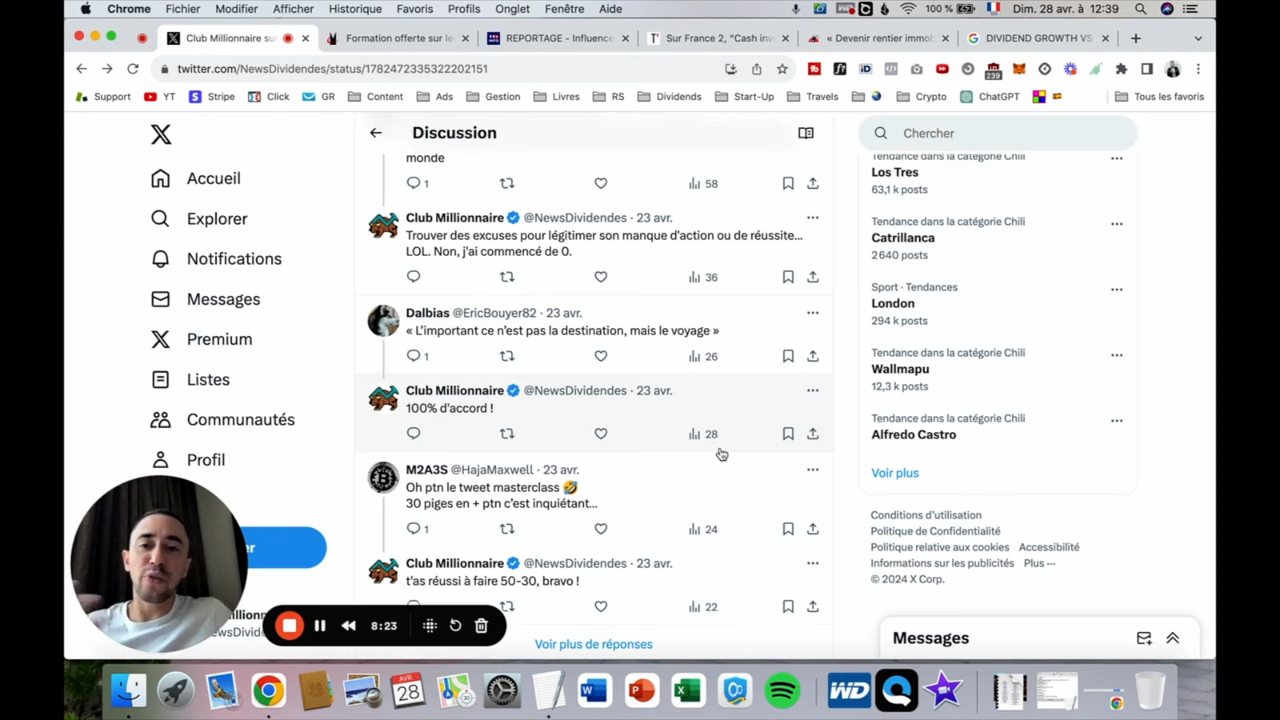 Chrome Fichier Modifier Afficher Historique Favoris Profils Onglet Fenêtre Aide 100 % Dim. 28 avr. à 12:39
Club Millionnaire su Formation offerte sur le REPORTAGE - Influence Sur France 2, “Cash inv « Devenir rentier immob DIVIDEND GROWTH VS
twitter.com/NewsDividendes/status/1782472335322202151
239
Support YT Stripe Click GR Content Ads Gestion Livres RS Dividends Start-Up Travels Crypto ChatGPT Tous les favoris
Accueil
Explorer
Notifications
Messages
Premium
Listes
Communautés
Profil
er
llionn
NewsDivide
Discussion
monde
1 58
Club Millionnaire @NewsDividendes · 23 avr.
Trouver des excuses pour légitimer son manque d'action ou de réussite...
LOL. Non, j'ai commencé de 0.
36
Dalbias @EricBouyer82 · 23 avr.
« L’important ce n’est pas la destination, mais le voyage »
1 26
Club Millionnaire @NewsDividendes · 23 avr.
100% d'accord !
28
M2A3S @HajaMaxwell · 23 avr.
Oh ptn le tweet masterclass 🤣
30 piges en + ptn c’est inquiétant...
1 24
Club Millionnaire @NewsDividendes · 23 avr.
t'as réussi à faire 50-30, bravo !
22
Voir plus de réponses
8:23
Chercher
Tendance dans la catégorie Chili
Los Tres
63,1 k posts
Tendance dans la catégorie Chili
Catrillanca
2 640 posts
Sport · Tendances
London
294 k posts
Tendance dans la catégorie Chili
Wallmapu
12,3 k posts
Tendance dans la catégorie Chili
Alfredo Castro
Voir plus
Conditions d’utilisation
Politique de Confidentialité
Politique relative aux cookies Accessibilité
Informations sur les publicités Plus ···
© 2024 X Corp.
Messages
AVR. 28
W P X WD